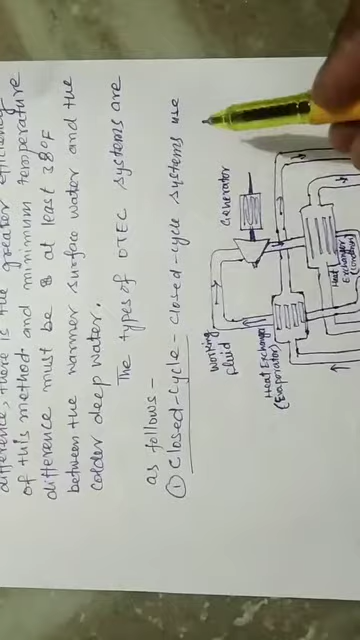 difference, there is the greater efficiency
of this method and minimum temperature
difference must be is at least 38°F
between the warmer surface water and the
colder deep water.
The types of OTEC systems are
as follows -
① Closed-cycle - Closed-cycle systems use
Generator
Working
fluid
Heat Exchanger
(Evaporator)
Heat
Exchanger